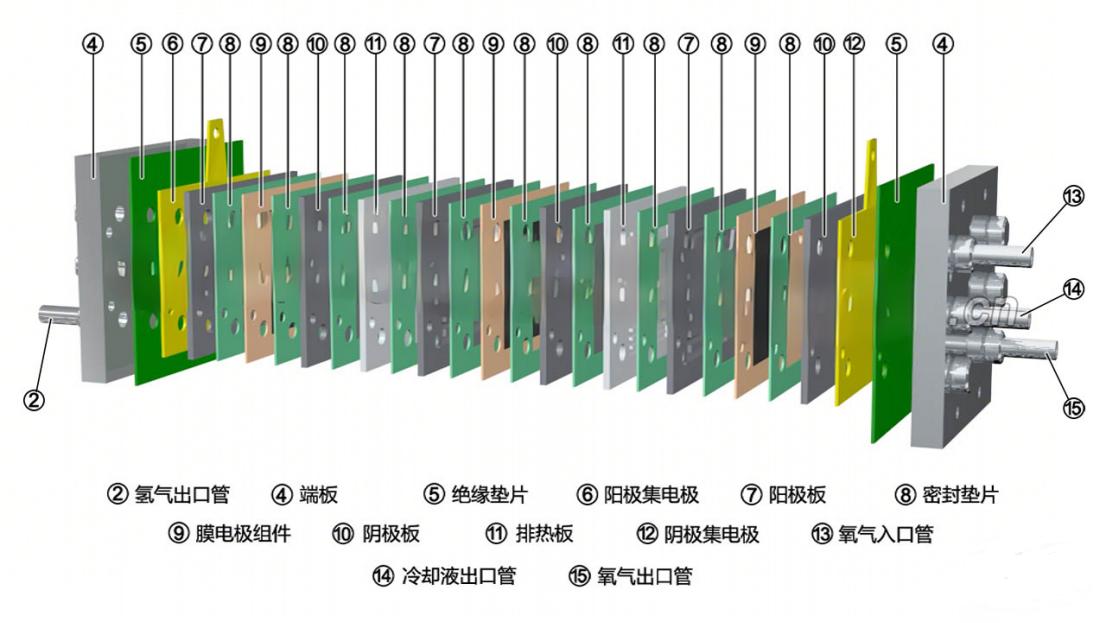 ④ ⑤ ⑥ ⑦ ⑧ ⑨ ⑧ ⑩ ⑧ ⑪ ⑧ ⑦ ⑧ ⑨ ⑧ ⑩ ⑧ ⑪ ⑧ ⑦ ⑧ ⑨ ⑧ ⑩ ⑫ ⑤ ④
⑬
⑭
cn
② ⑮
② 氢气出口管 ④ 端板 ⑤ 绝缘垫片 ⑥ 阳极集电极 ⑦ 阳极板 ⑧ 密封垫片
⑨ 膜电极组件 ⑩ 阴极板 ⑪ 排热板 ⑫ 阴极集电极 ⑬ 氧气入口管
⑭ 冷却液出口管 ⑮ 氧气出口管